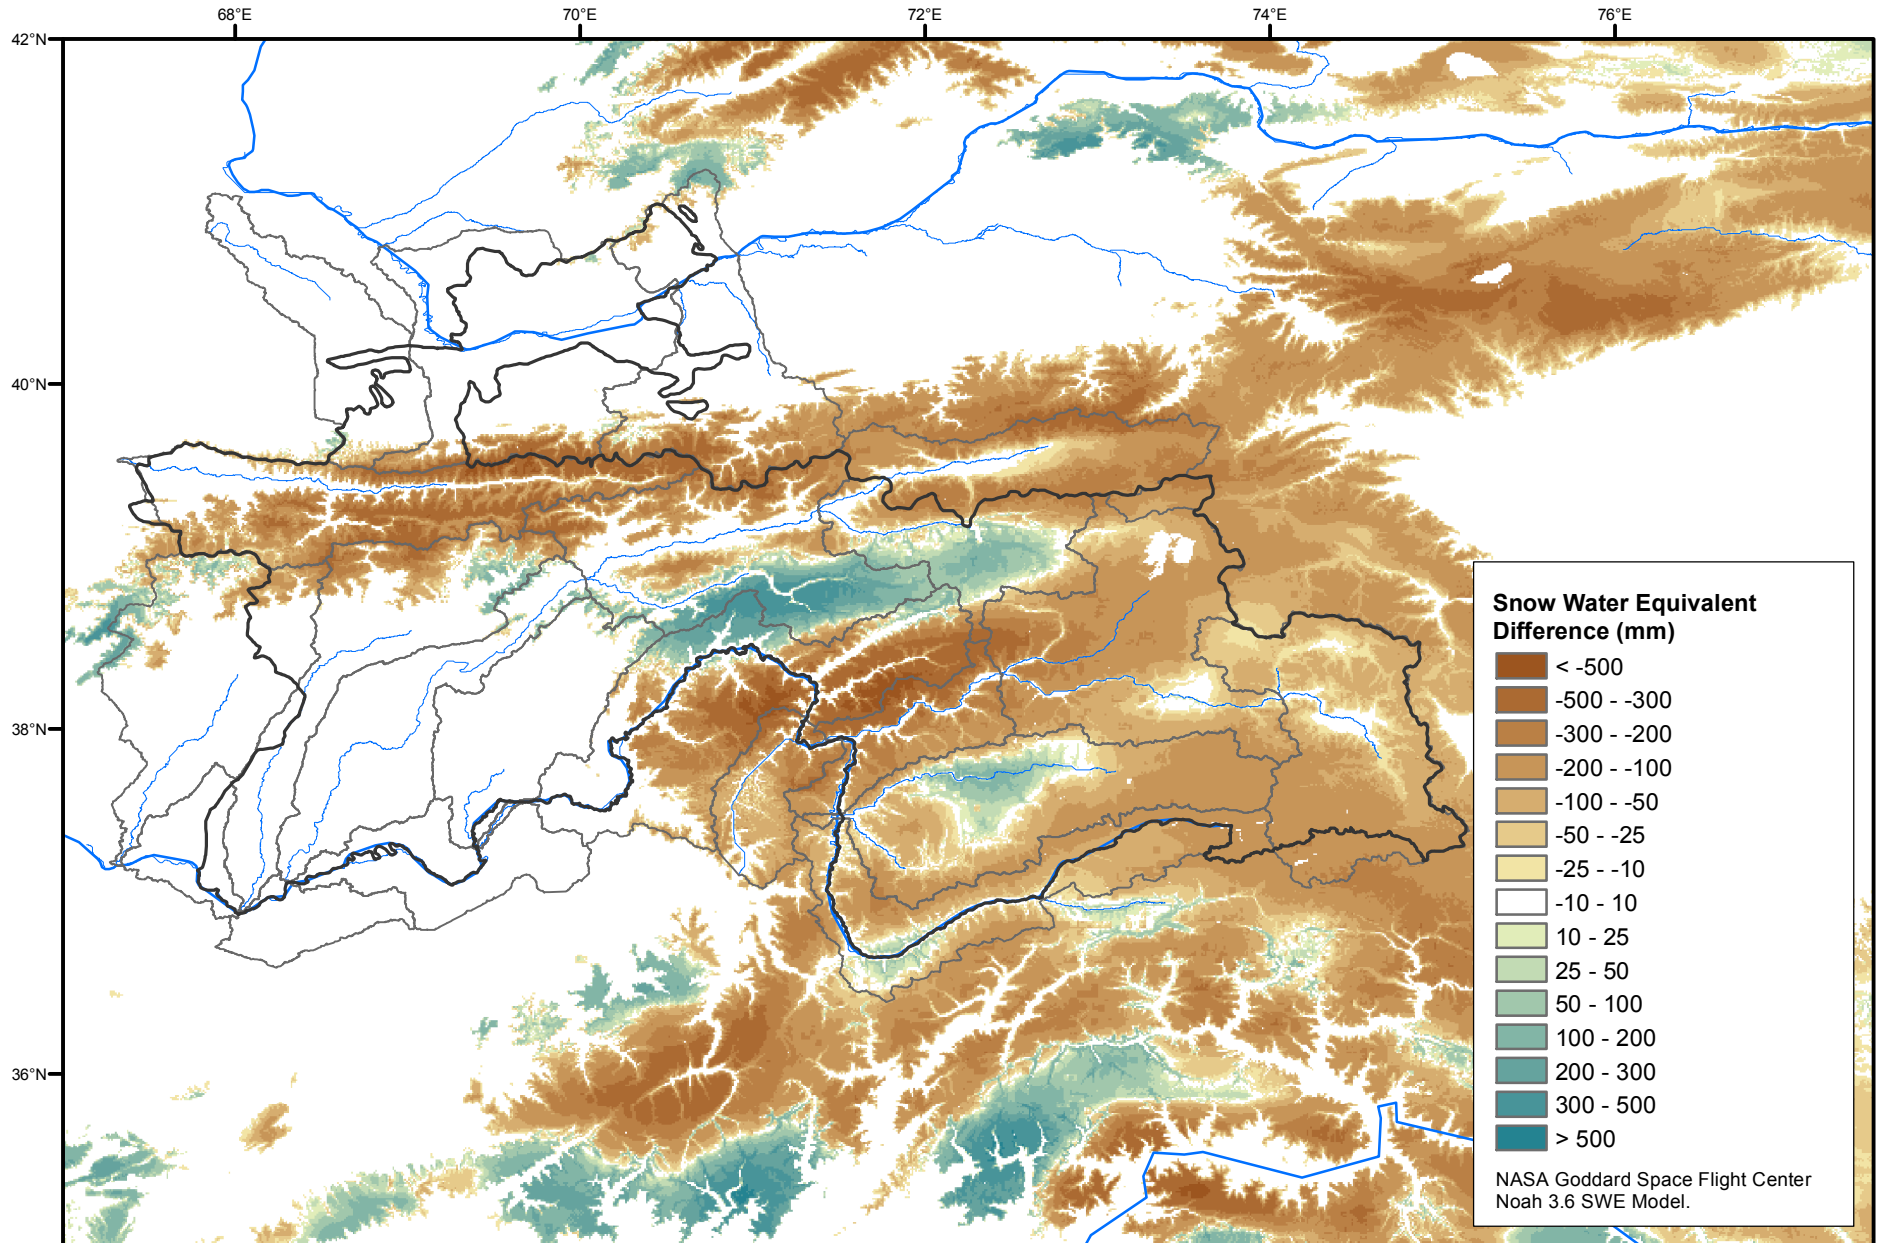 68°E
70°E
72°E
74°E
76°E
42°N
40°N
38°N
36°N
Snow Water Equivalent
Difference (mm)
< -500
-500 - -300
-300 - -200
-200 - -100
-100 - -50
-50 - -25
-25 - -10
-10 - 10
10 - 25
25 - 50
50 - 100
100 - 200
200 - 300
300 - 500
> 500
NASA Goddard Space Flight Center
Noah 3.6 SWE Model.